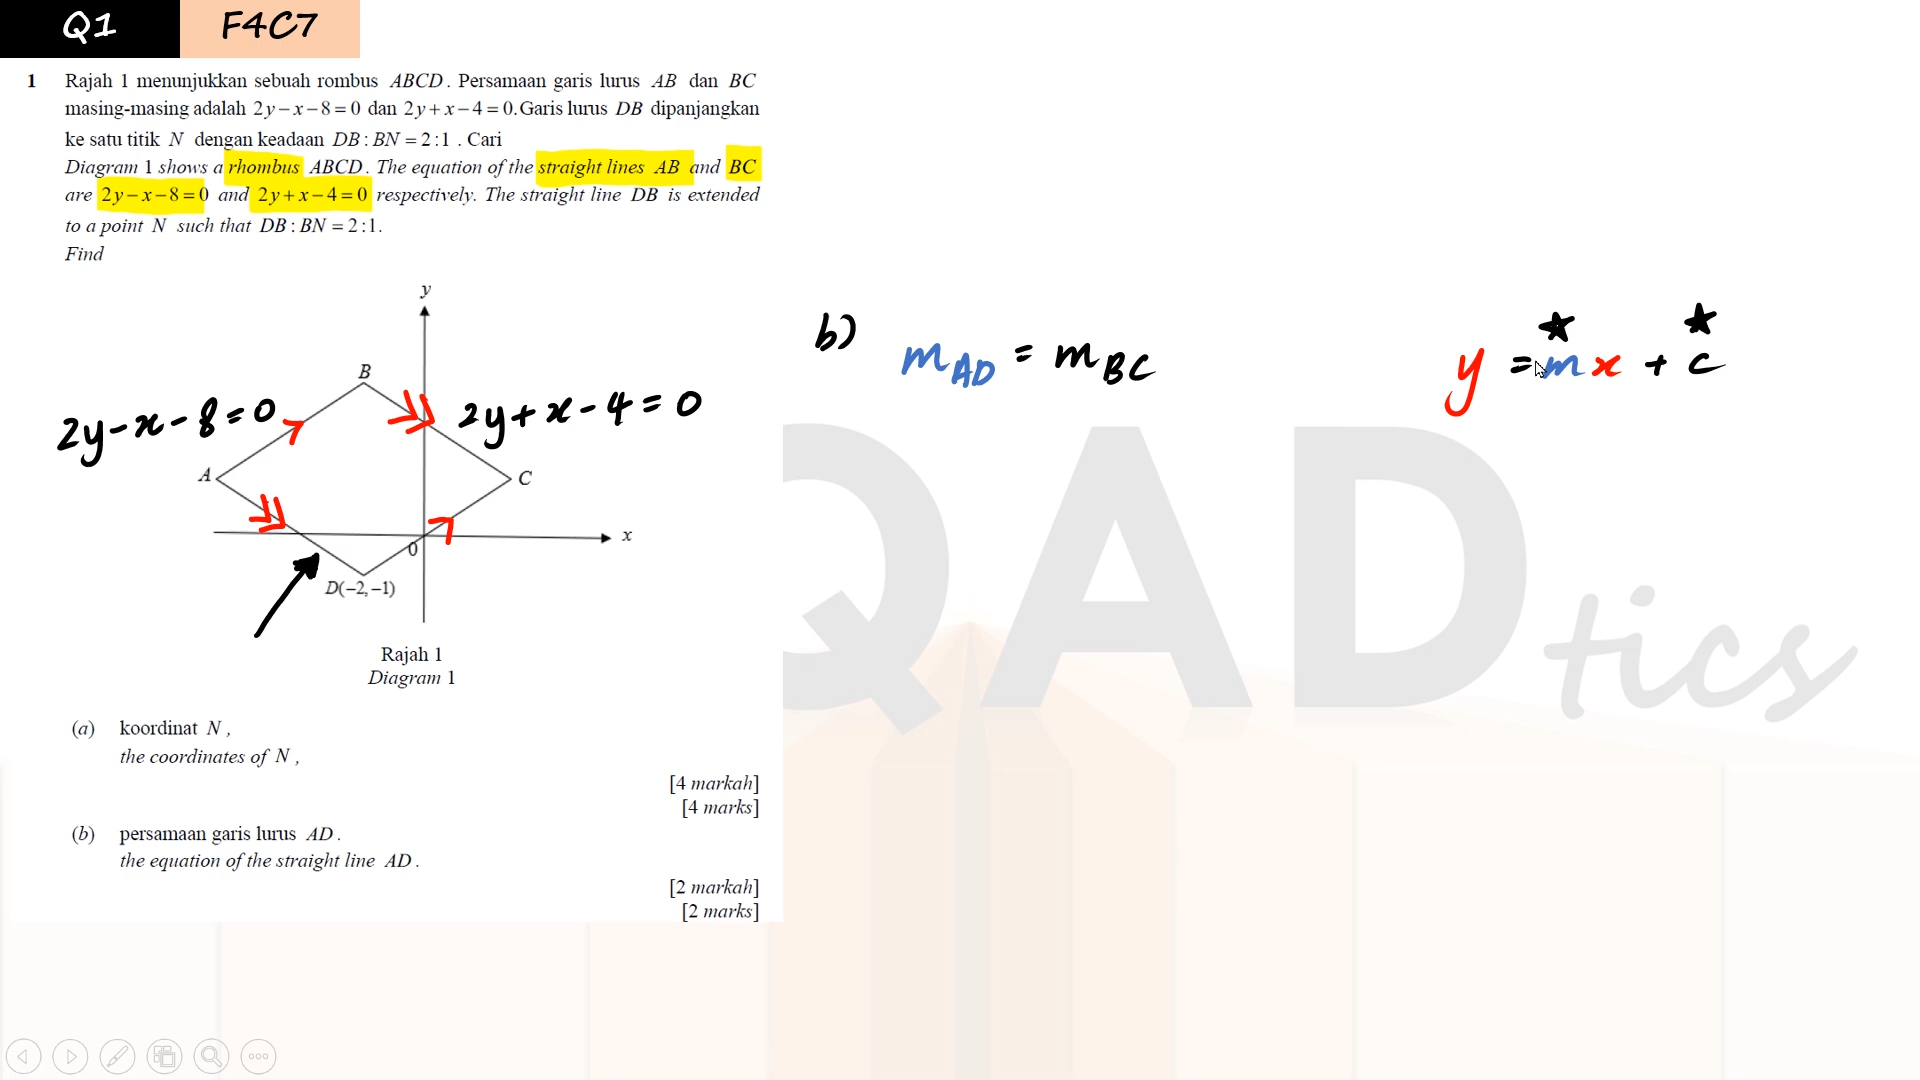 Q1
F4C7
1 Rajah 1 menunjukkan sebuah rombus ABCD. Persamaan garis lurus AB dan BC
masing-masing adalah 2y−x−8=0 dan 2y+x−4=0.Garis lurus DB dipanjangkan
ke satu titik N dengan keadaan DB:BN=2:1. Cari
Diagram 1 shows a rhombus ABCD. The equation of the straight lines AB and BC
are 2y−x−8=0 and 2y+x−4=0 respectively. The straight line DB is extended
to a point N such that DB:BN=2:1.
Find
y
B
2y-x-8=0
2y+x-4=0
A
C
x
0
D(−2,−1)
Rajah 1
Diagram 1
(a) koordinat N,
the coordinates of N,
[4 markah]
[4 marks]
(b) persamaan garis lurus AD.
the equation of the straight line AD.
[2 markah]
[2 marks]
b) mAD = mBC
y = mx + c
QADtics